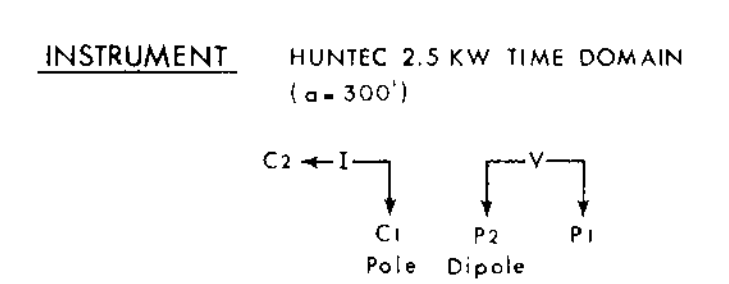 INSTRUMENT HUNTEC 2.5 KW TIME DOMAIN
(a = 300')
C2 I V
C1 P2 P1
Pole Dipole